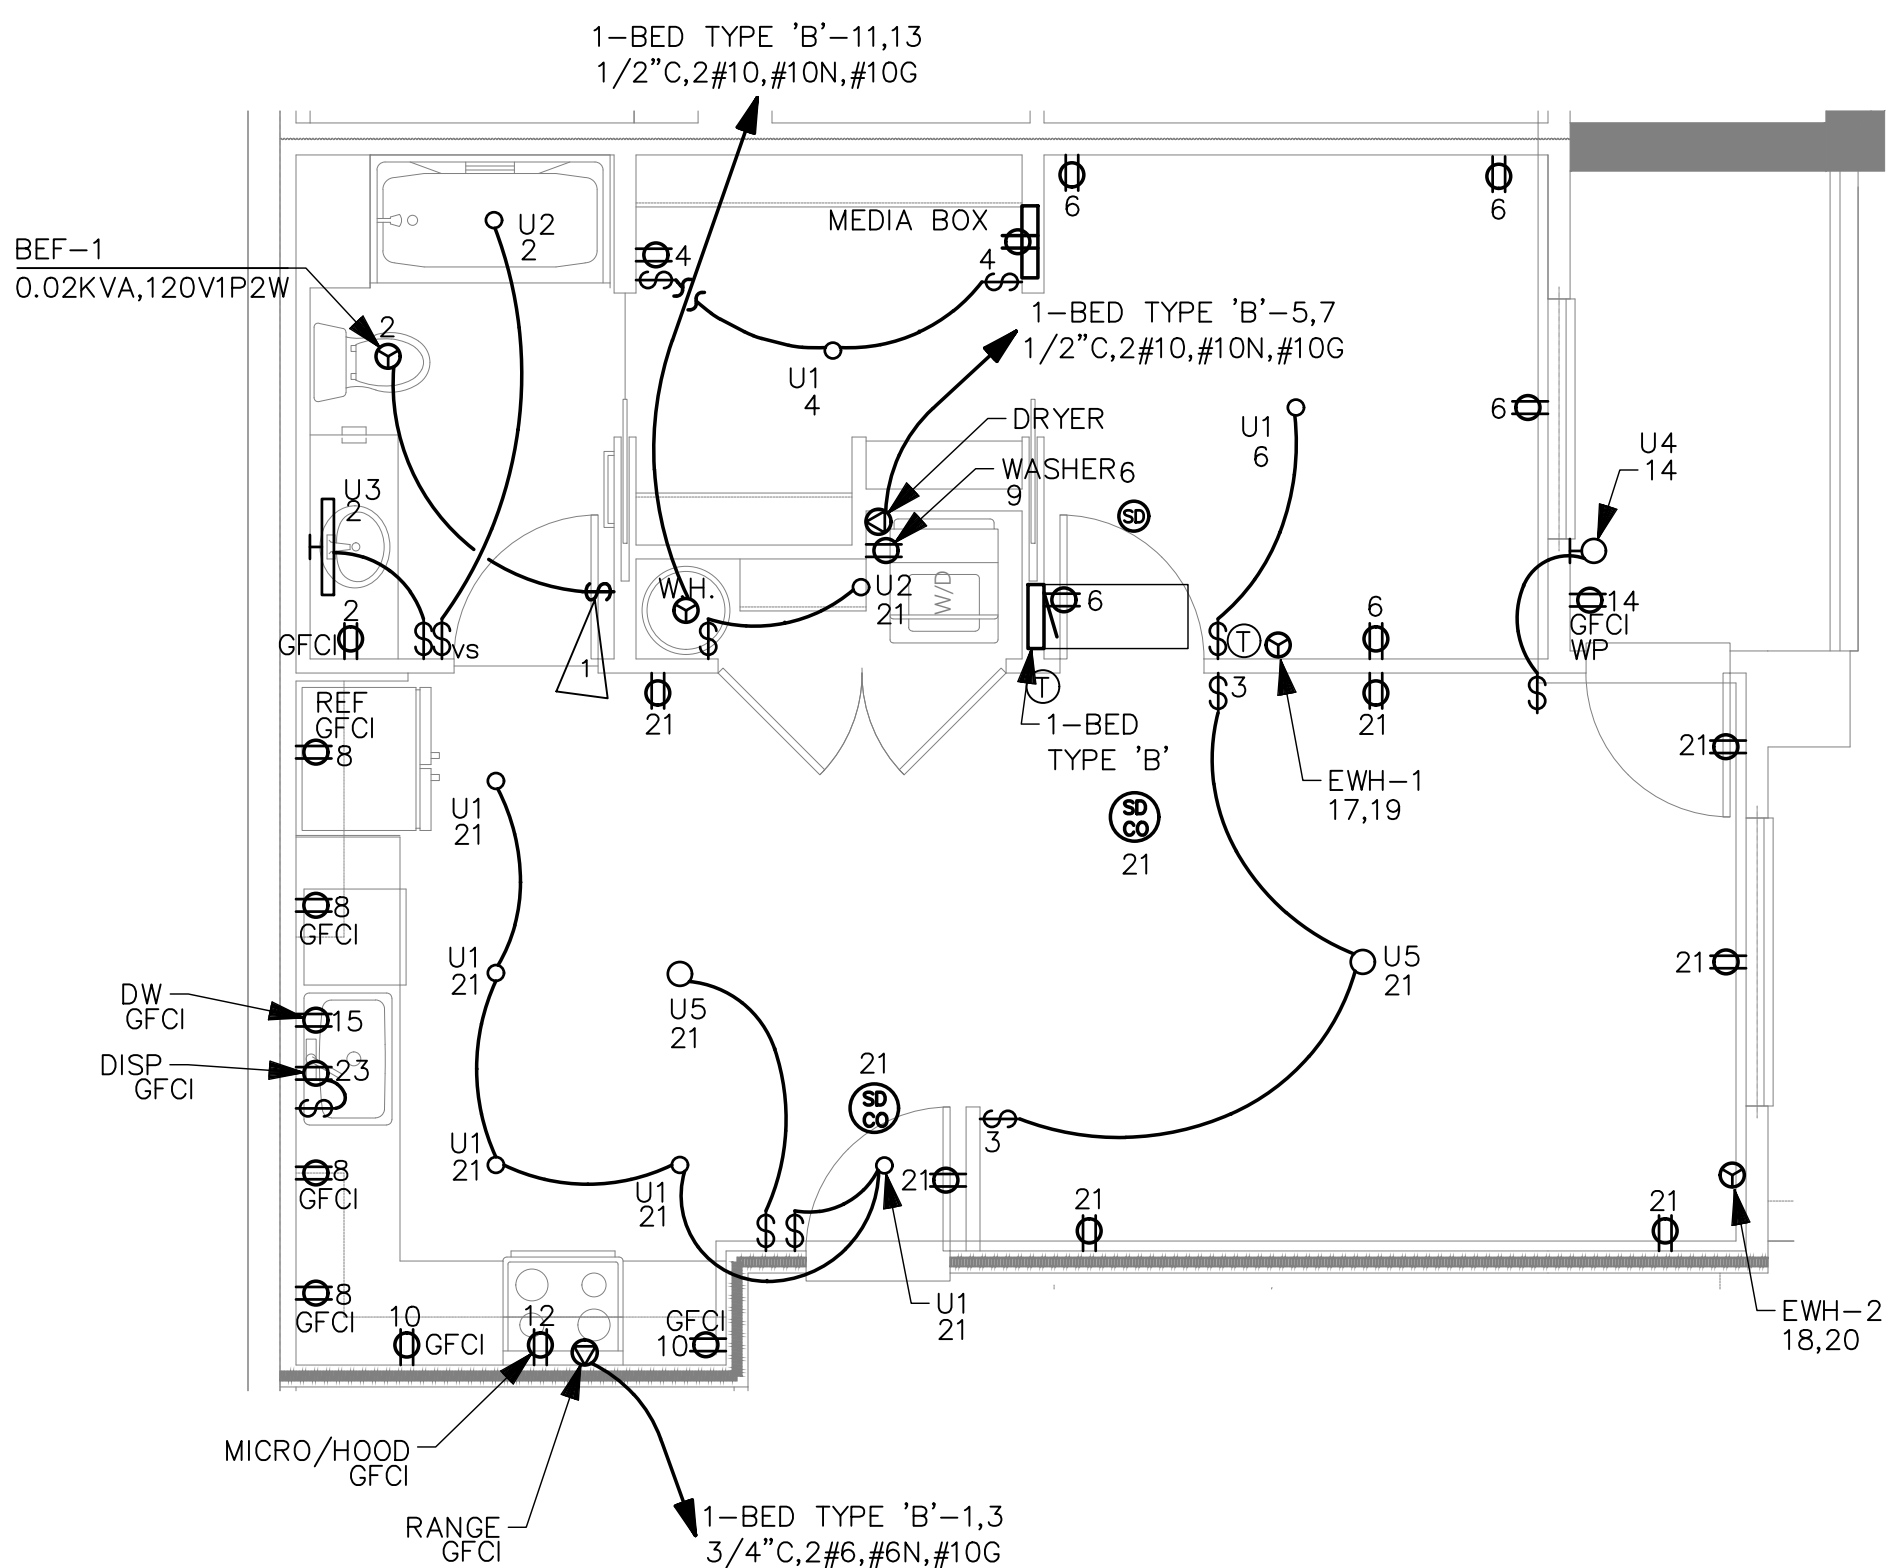 1-BED TYPE 'B'-11,13
1/2"C,2#10,#10N,#10G
BEF-1
0.02KVA,120V1P2W
2
U2
2
MEDIA BOX
4
4
6
6
1-BED TYPE 'B'-5,7
1/2"C,2#10,#10N,#10G
U1
4
DRYER
WASHER
9
6
SD
U1
6
6
U4
14
U3
2
2
GFCI
VS
1
W.H.
U2
21
W/D
6
T
6
14
GFCI
WP
21
T
3
21
1-BED
TYPE 'B'
EWH-1
17,19
21
REF
GFCI
8
U1
21
SD
CO
21
8
GFCI
U1
21
U5
21
U5
21
21
DW
GFCI
15
DISP
GFCI
23
21
SD
CO
3
U1
21
8
GFCI
U1
21
21
21
21
8
GFCI
10
GFCI
12
GFCI
10
U1
21
EWH-2
18,20
MICRO/HOOD
GFCI
RANGE
GFCI
1-BED TYPE 'B'-1,3
3/4"C,2#6,#6N,#10G